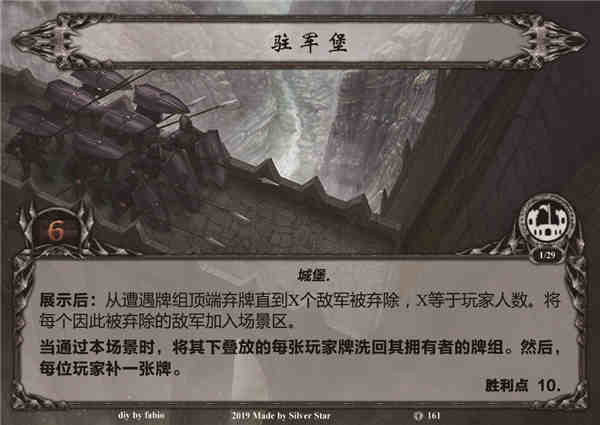 驻军堡
6
1/29
城堡.
展示后：从遭遇牌组顶端弃牌直到X个敌军被弃除，X等于玩家人数。将
每个因此被弃除的敌军加入场景区。
当通过本场景时，将其下叠放的每张玩家牌洗回其拥有者的牌组。然后，
每位玩家补一张牌。
胜利点 10.
diy by fabio
2019 Made by Silver Star
161